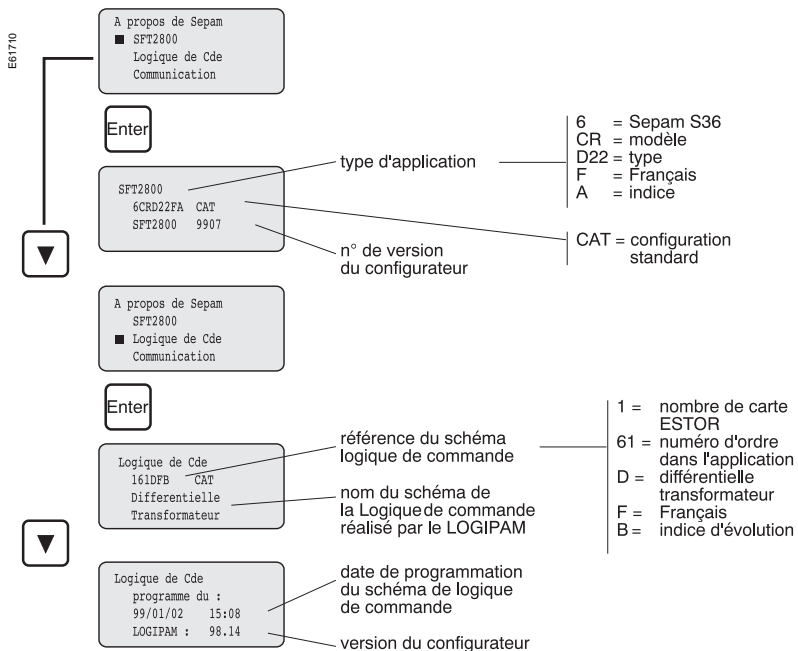 E61710
A propos de Sepam
■ SFT2800
Logique de Cde
Communication
Enter
SFT2800
6CRD22FA CAT
SFT2800 9907
type d'application
6 = Sepam S36
CR = modèle
D22 = type
F = Français
A = indice
n° de version
du configurateur
CAT = configuration
standard
▼
A propos de Sepam
SFT2800
■ Logique de Cde
Communication
Enter
Logique de Cde
161DFB CAT
Differentielle
Transformateur
référence du schéma
logique de commande
nom du schéma de
la Logique de commande
réalisé par le LOGIPAM
1 = nombre de carte
ESTOR
61 = numéro d'ordre
dans l'application
D = différentielle
transformateur
F = Français
B = indice d'évolution
▼
Logique de Cde
programme du :
99/01/02 15:08
LOGIPAM : 98.14
date de programmation
du schéma de logique
de commande
version du configurateur